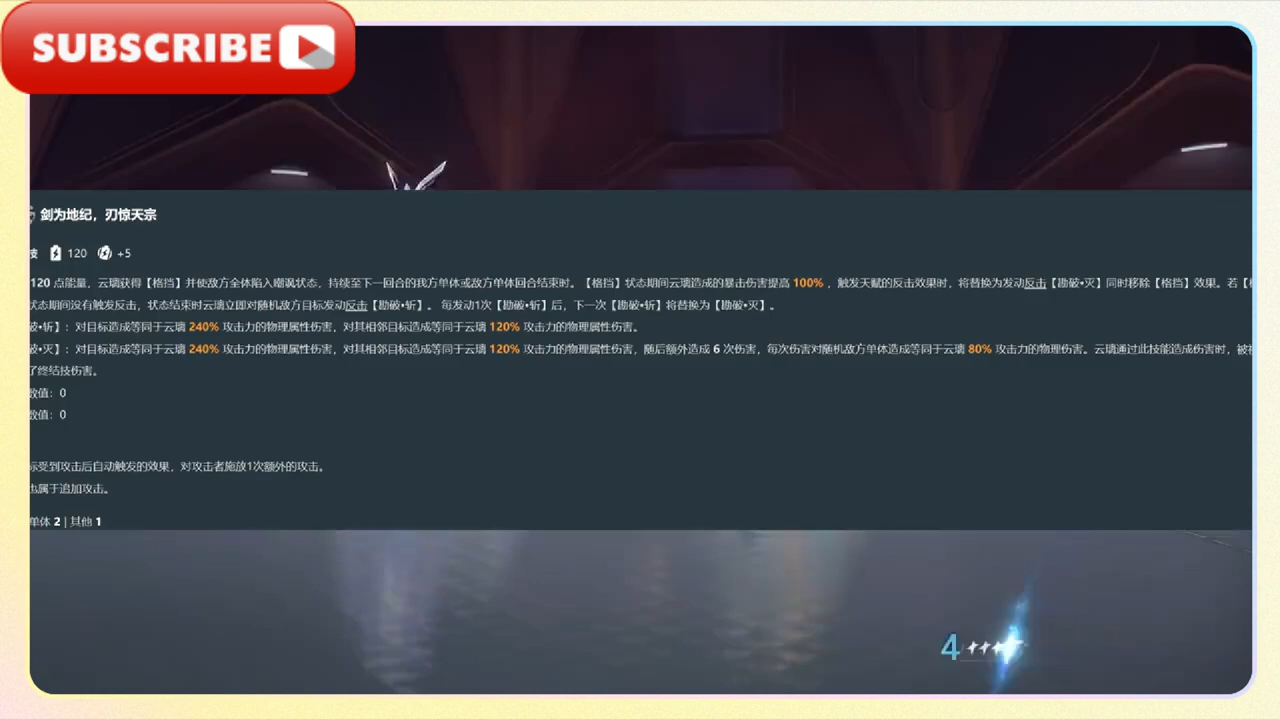 SUBSCRIBE
剑为地纪，刃惊天宗
技 120 +5
120 点能量，云璃获得【格挡】并使敌方全体陷入嘲讽状态，持续至下一回合的我方单体或敌方单体回合结束时。【格挡】状态期间云璃造成的暴击伤害提高 100% ，触发天赋的反击效果时，将替换为发动反击【勘破•灭】同时移除【格挡】效果。若【
状态期间没有触发反击，状态结束时云璃立即对随机敌方目标发动反击【勘破•斩】。 每发动1次【勘破•斩】后，下一次【勘破•斩】将替换为【勘破•灭】。
破•斩】：对目标造成等同于云璃 240% 攻击力的物理属性伤害，对其相邻目标造成等同于云璃 120% 攻击力的物理属性伤害。
破•灭】：对目标造成等同于云璃 240% 攻击力的物理属性伤害，对其相邻目标造成等同于云璃 120% 攻击力的物理属性伤害，随后额外造成 6 次伤害，每次伤害对随机敌方单体造成等同于云璃 80% 攻击力的物理伤害。云璃通过此技能造成伤害时，被
了终结技伤害。
数值：0
数值：0
标受到攻击后自动触发的效果，对攻击者施放1次额外的攻击。
也属于追加攻击。
单体 2 | 其他 1
4